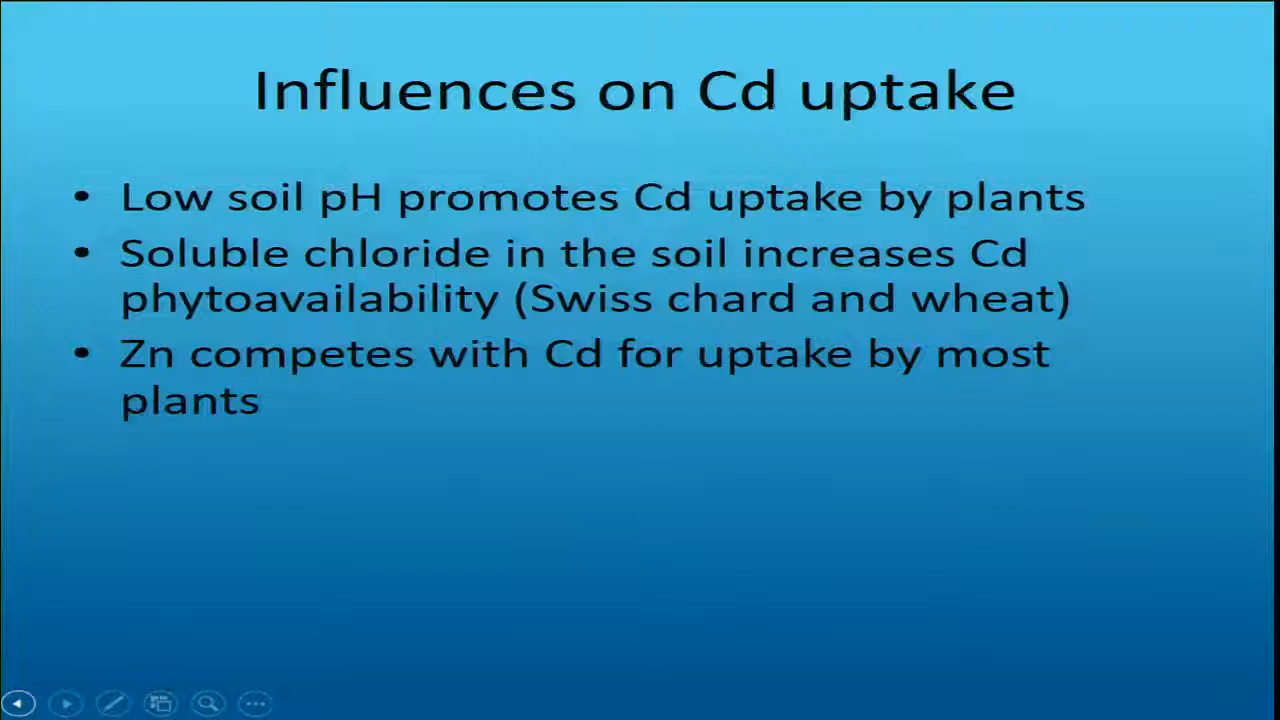 Influences on Cd uptake
• Low soil pH promotes Cd uptake by plants
• Soluble chloride in the soil increases Cd
phytoavailability (Swiss chard and wheat)
• Zn competes with Cd for uptake by most
plants